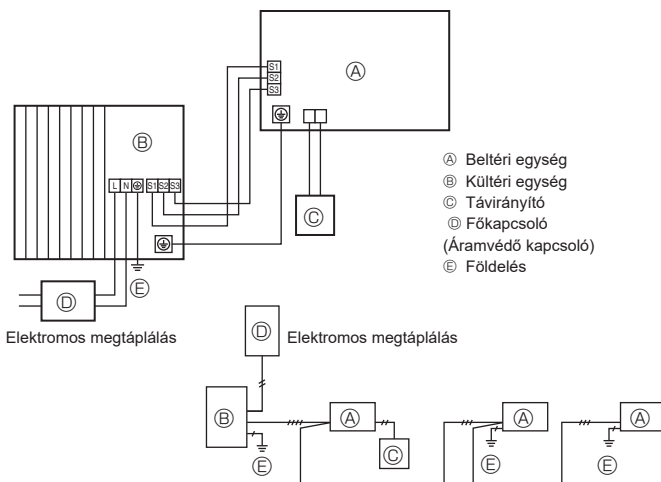 S1
S2
S3
Ⓐ
Ⓑ
L N S1 S2 S3
Ⓒ
Ⓓ
Ⓔ
Elektromos megtáplálás
Ⓐ Beltéri egység
Ⓑ Kültéri egység
Ⓒ Távirányító
Ⓓ Főkapcsoló
(Áramvédő kapcsoló)
Ⓔ Földelés
Ⓓ Elektromos megtáplálás
Ⓑ Ⓐ Ⓐ Ⓐ
Ⓔ Ⓒ Ⓔ Ⓔ